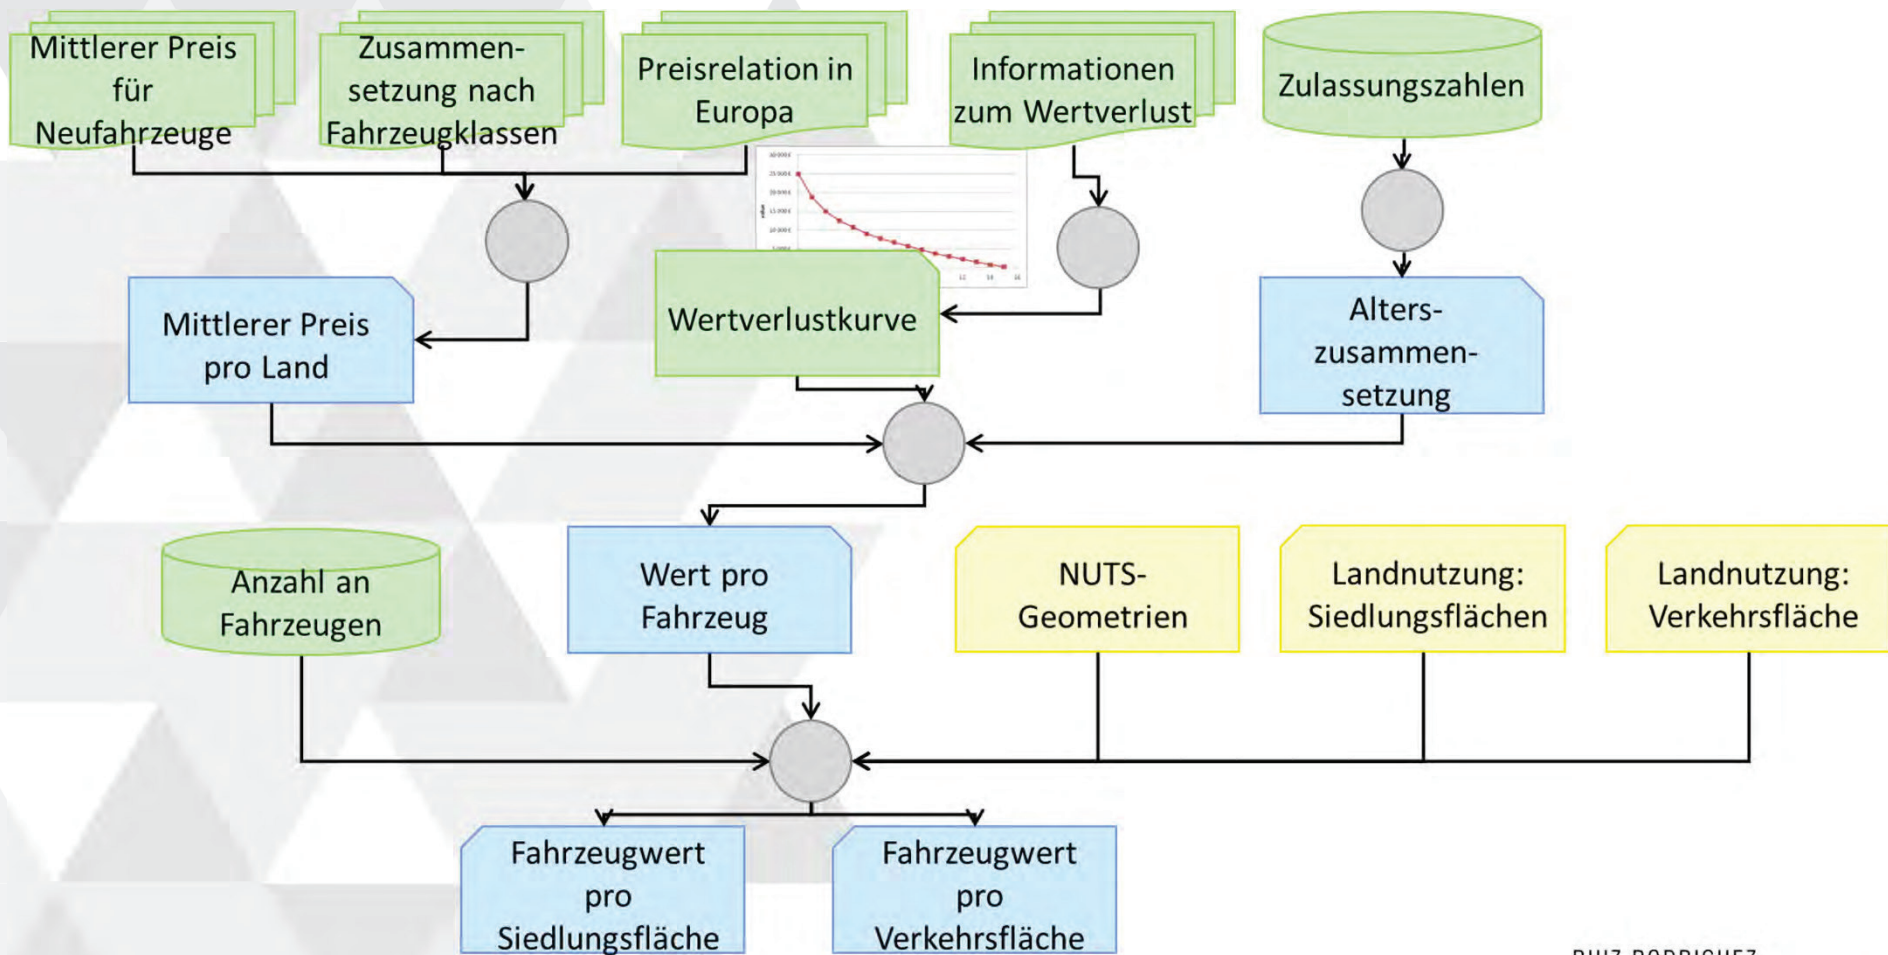 Mittlerer Preis
für
Neufahrzeuge
Zusammen-
setzung nach
Fahrzeugklassen
Preisrelation in
Europa
Informationen
zum Wertverlust
Zulassungszahlen
Mittlerer Preis
pro Land
Wertverlustkurve
Alters-
zusammen-
setzung
Anzahl an
Fahrzeugen
Wert pro
Fahrzeug
NUTS-
Geometrien
Landnutzung:
Siedlungsflächen
Landnutzung:
Verkehrsfläche
Fahrzeugwert
pro
Siedlungsfläche
Fahrzeugwert
pro
Verkehrsfläche
RUIZ RODRIGUEZ